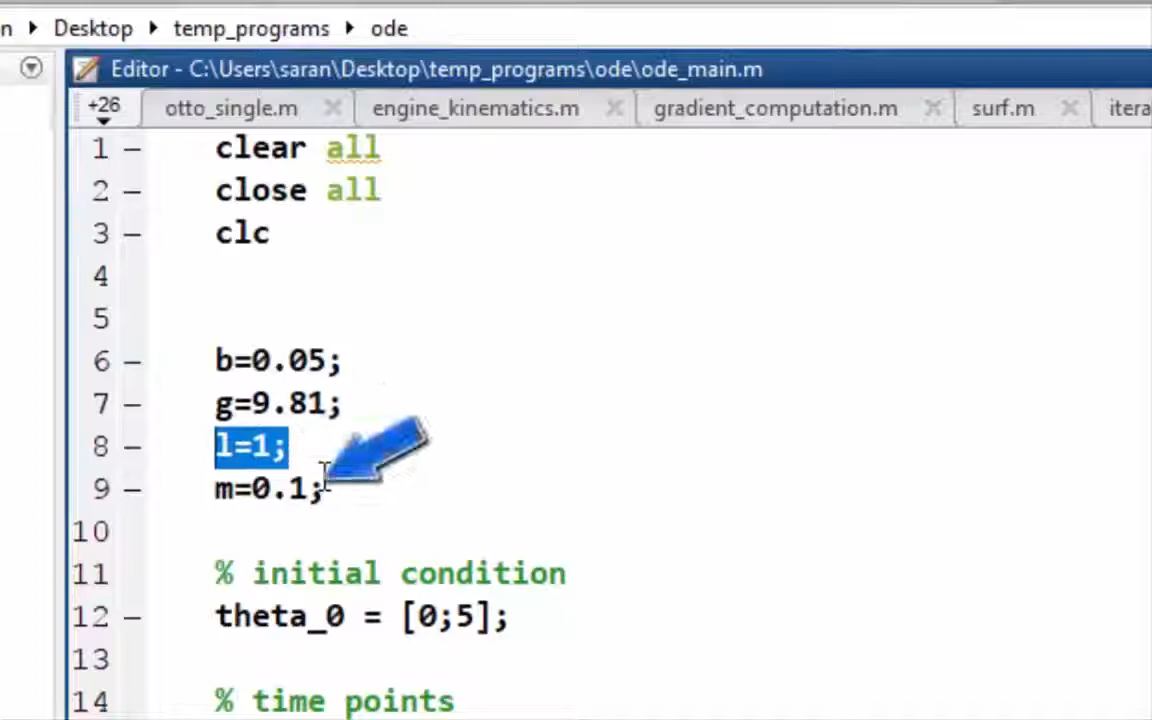 n ▸ Desktop ▸ temp_programs ▸ ode
Editor - C:\Users\saran\Desktop\temp_programs\ode\ode_main.m
+26 otto_single.m engine_kinematics.m gradient_computation.m surf.m itera
1 – clear all
2 – close all
3 – clc
4
5
6 – b=0.05;
7 – g=9.81;
8 – l=1;
9 – m=0.1;
10
11 % initial condition
12 – theta_0 = [0;5];
13
14 % time points